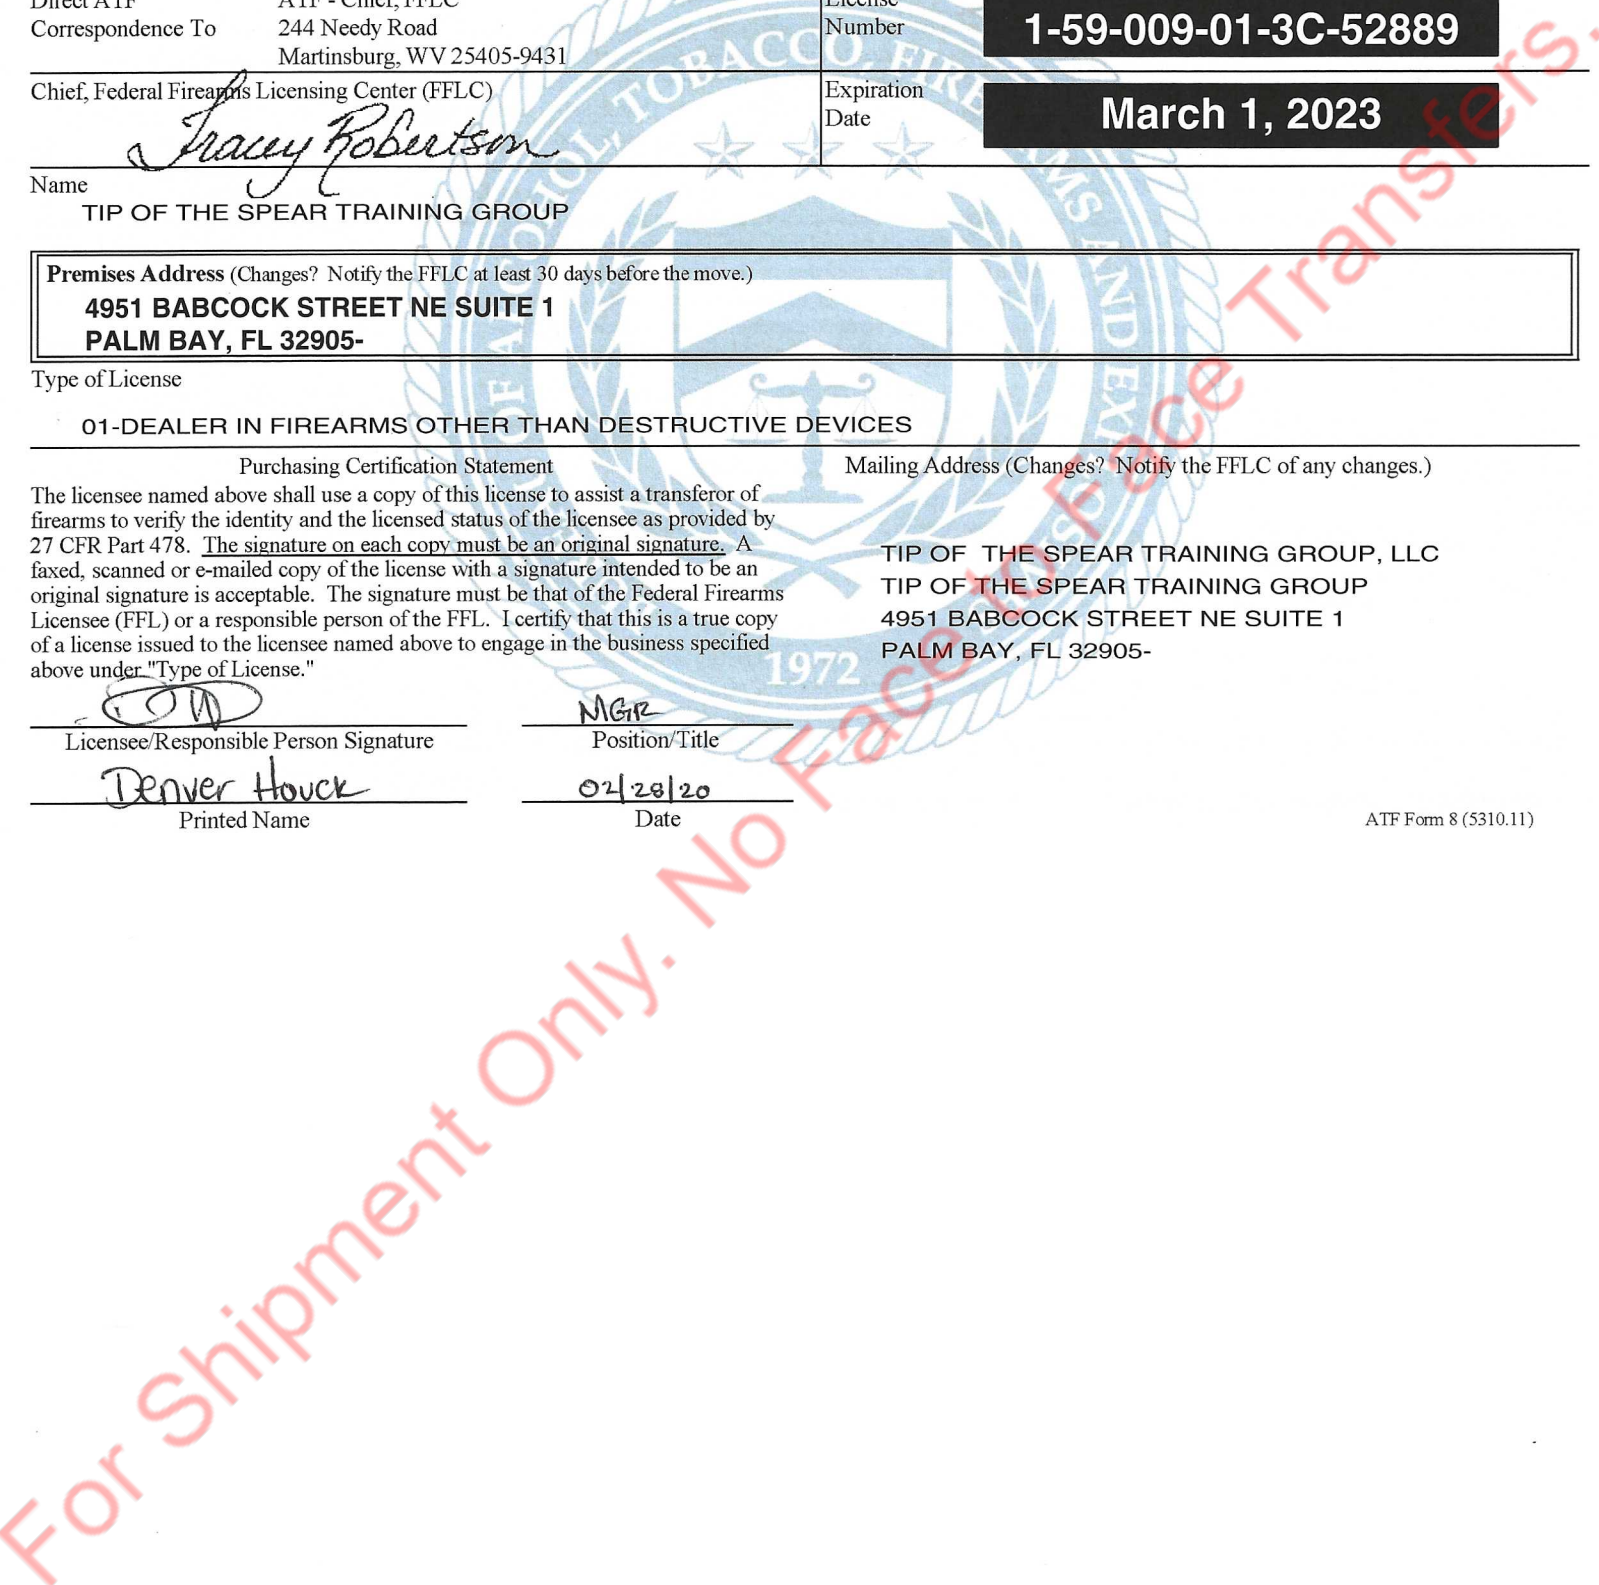 Direct ATF
Correspondence To
ATF - Chief, FFLC
244 Needy Road
Martinsburg, WV 25405-9431
License
Number
1-59-009-01-3C-52889
Chief, Federal Firearms Licensing Center (FFLC)
Tracey Robertson
Expiration
Date
March 1, 2023
Name
TIP OF THE SPEAR TRAINING GROUP
Premises Address (Changes? Notify the FFLC at least 30 days before the move.)
4951 BABCOCK STREET NE SUITE 1
PALM BAY, FL 32905-
Type of License
01-DEALER IN FIREARMS OTHER THAN DESTRUCTIVE DEVICES
Purchasing Certification Statement
The licensee named above shall use a copy of this license to assist a transferor of
firearms to verify the identity and the licensed status of the licensee as provided by
27 CFR Part 478. The signature on each copy must be an original signature. A
faxed, scanned or e-mailed copy of the license with a signature intended to be an
original signature is acceptable. The signature must be that of the Federal Firearms
Licensee (FFL) or a responsible person of the FFL. I certify that this is a true copy
of a license issued to the licensee named above to engage in the business specified
above under "Type of License."
Mailing Address (Changes? Notify the FFLC of any changes.)
TIP OF THE SPEAR TRAINING GROUP, LLC
TIP OF THE SPEAR TRAINING GROUP
4951 BABCOCK STREET NE SUITE 1
PALM BAY, FL 32905-
Licensee/Responsible Person Signature
MGR
Position/Title
Denver Houck
Printed Name
02/28/20
Date
ATF Form 8 (5310.11)
ALCOHOL, TOBACCO, FIREARMS AND
1972
For Shipment Only. No Face to Face Transfers.